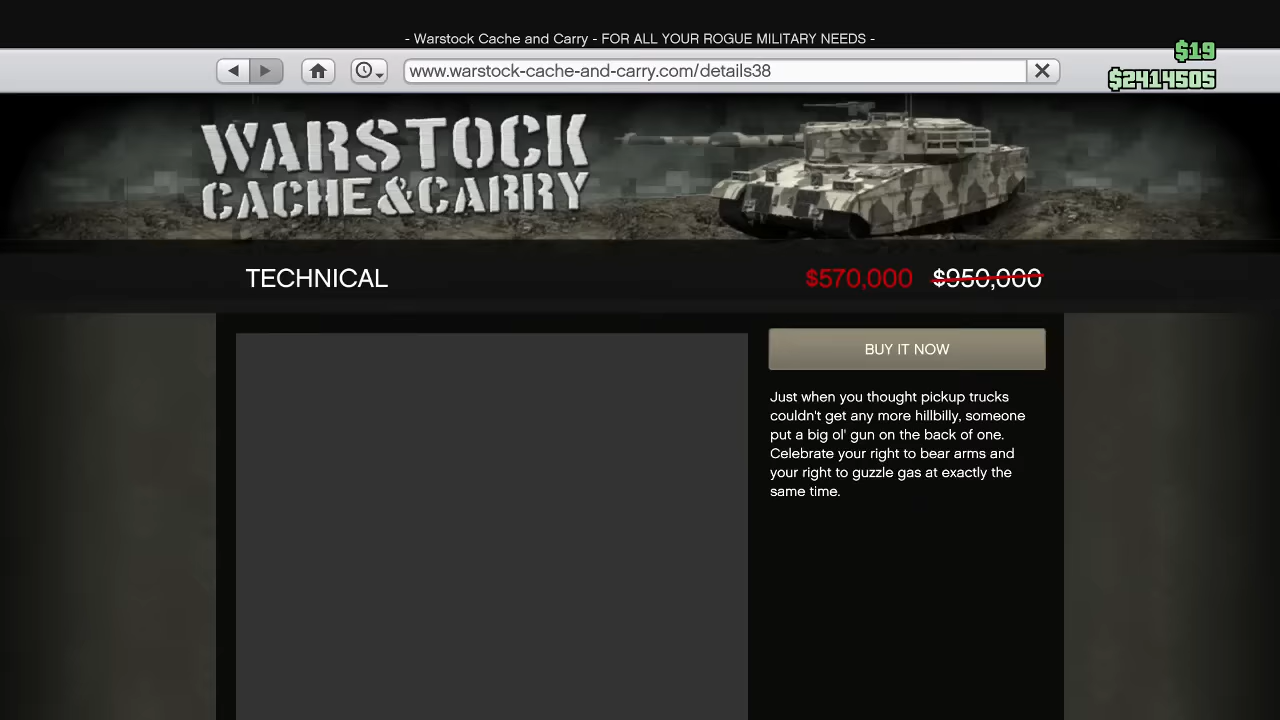 - Warstock Cache and Carry - FOR ALL YOUR ROGUE MILITARY NEEDS -
$19
www.warstock-cache-and-carry.com/details38
$2414505
WARSTOCK
CACHE&CARRY
TECHNICAL
$570,000 $950,000
BUY IT NOW
Just when you thought pickup trucks
couldn't get any more hillbilly, someone
put a big ol' gun on the back of one.
Celebrate your right to bear arms and
your right to guzzle gas at exactly the
same time.